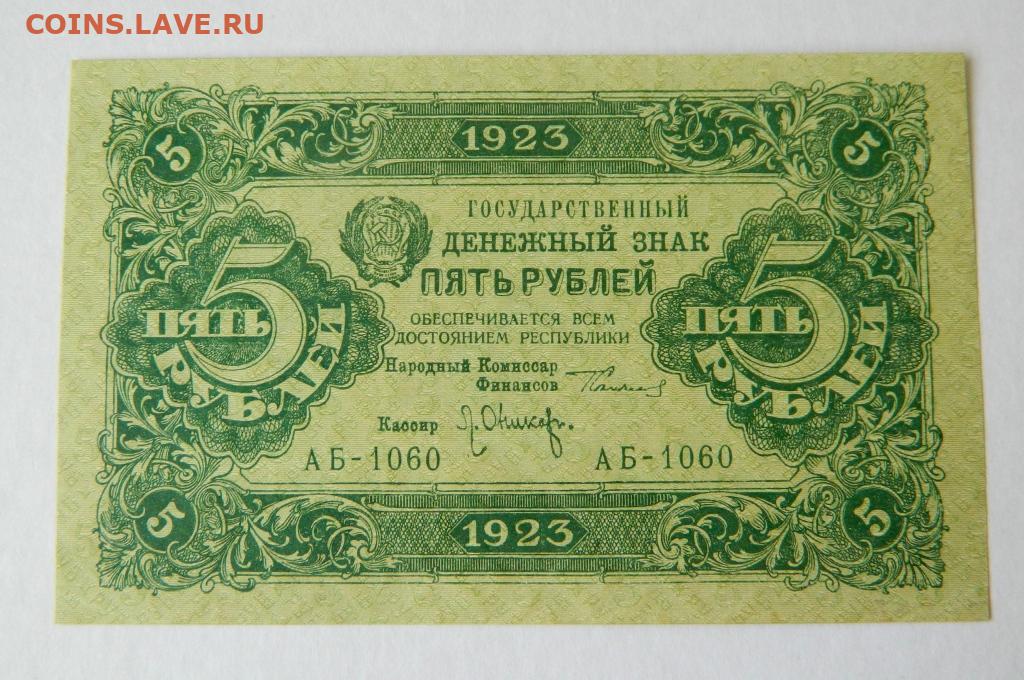 COINS.LAVE.RU
5 1923 5
ГОСУДАРСТВЕННЫЙ
ДЕНЕЖНЫЙ ЗНАК
ПЯТЬ РУБЛЕЙ
5 ПЯТЬ РУБЛЕЙ
5 ПЯТЬ РУБЛЕЙ
ОБЕСПЕЧИВАЕТСЯ ВСЕМ
ДОСТОЯНИЕМ РЕСПУБЛИКИ
Народный Комиссар
Финансов
Кассир Л. Оников.
АБ-1060 АБ-1060
5 1923 5